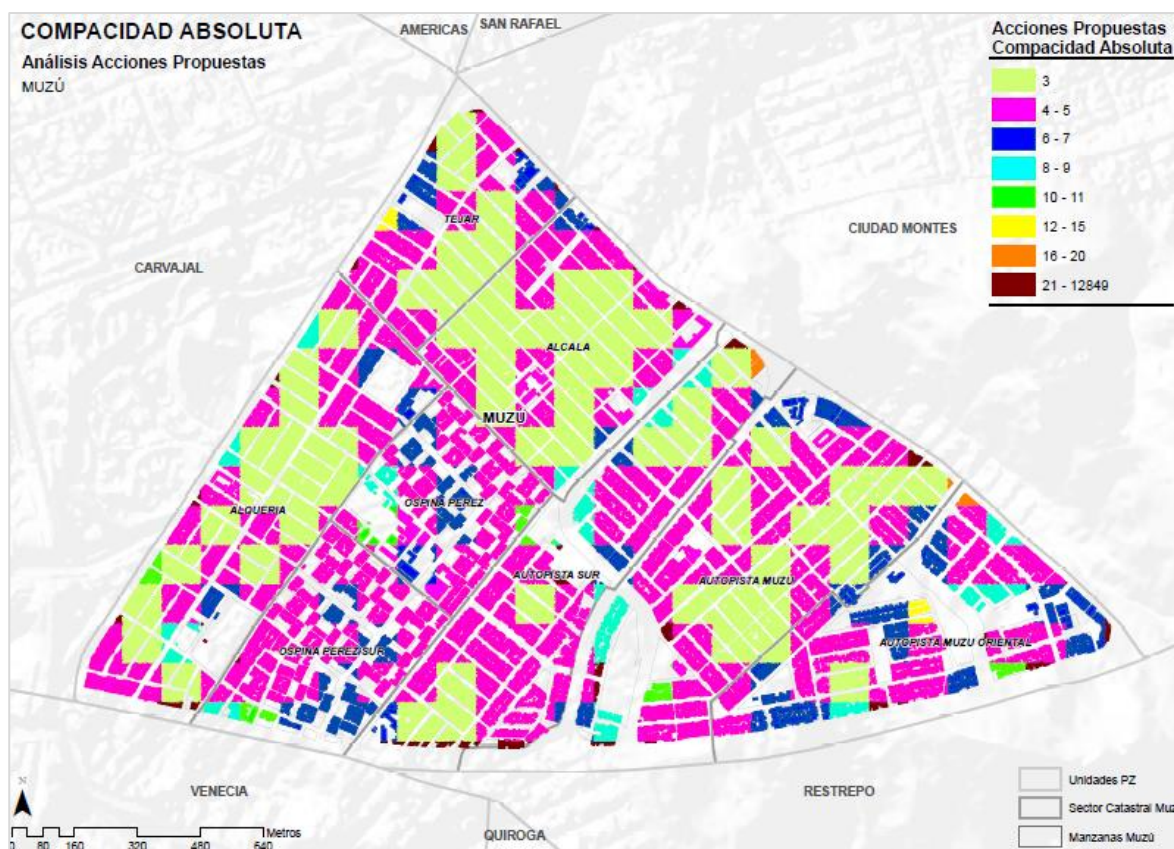 COMPACIDAD ABSOLUTA
Análisis Acciones Propuestas
MUZÚ
AMERICAS
SAN RAFAEL
Acciones Propuestas
Compacidad Absoluta
3
4 - 5
6 - 7
8 - 9
10 - 11
12 - 15
16 - 20
21 - 12849
CIUDAD MONTES
CARVAJAL
TEJAR
ALCALA
MUZU
OSPINA PEREZ
ALQUERIA
AUTOPISTA SUR
AUTOPISTA MUZU
AUTOPISTA MUZU ORIENTAL
OSPINA PEREZ SUR
VENECIA
RESTREPO
QUIROGA
N
Metros
0 80 160 320 480 640
Unidades PZ
Sector Catastral Muz
Manzanas Muzú